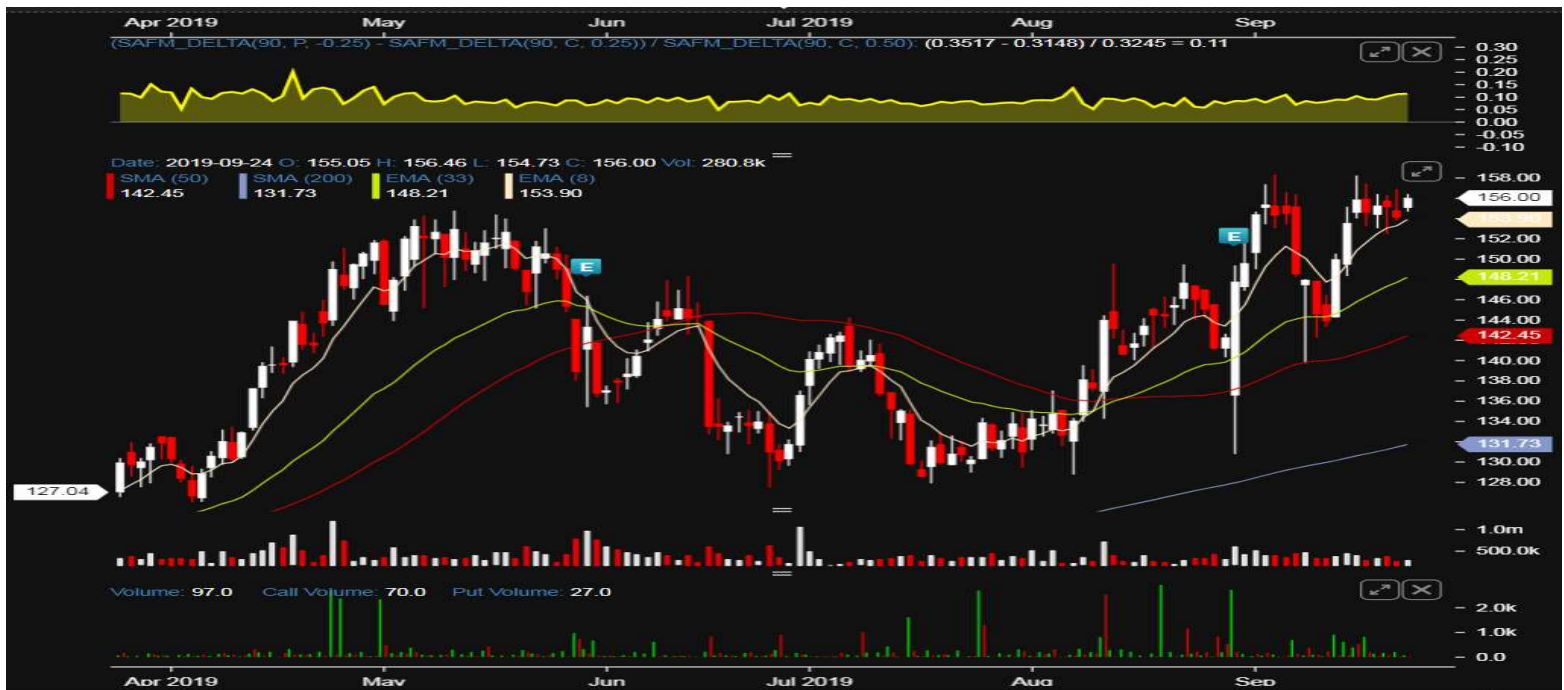 Apr 2019 May Jun Jul 2019 Aug Sep
(SAFM_DELTA(90, P, -0.25) - SAFM_DELTA(90, C, 0.25)) / SAFM_DELTA(90, C, 0.50): (0.3517 - 0.3148) / 0.3245 = 0.11
0.30
0.25
0.20
0.15
0.10
0.05
0.00
-0.05
-0.10
Date: 2019-09-24 O: 155.05 H: 156.46 L: 154.73 C: 156.00 Vol: 280.8k
SMA (50) SMA (200) EMA (33) EMA (8)
142.45 131.73 148.21 153.90
158.00
156.00
153.90
152.00
150.00
148.21
146.00
144.00
142.45
140.00
138.00
136.00
134.00
131.73
130.00
128.00
E
E
127.04
1.0m
500.0k
Volume: 97.0 Call Volume: 70.0 Put Volume: 27.0
2.0k
1.0k
0.0
Apr 2019 May Jun Jul 2019 Aug Sep